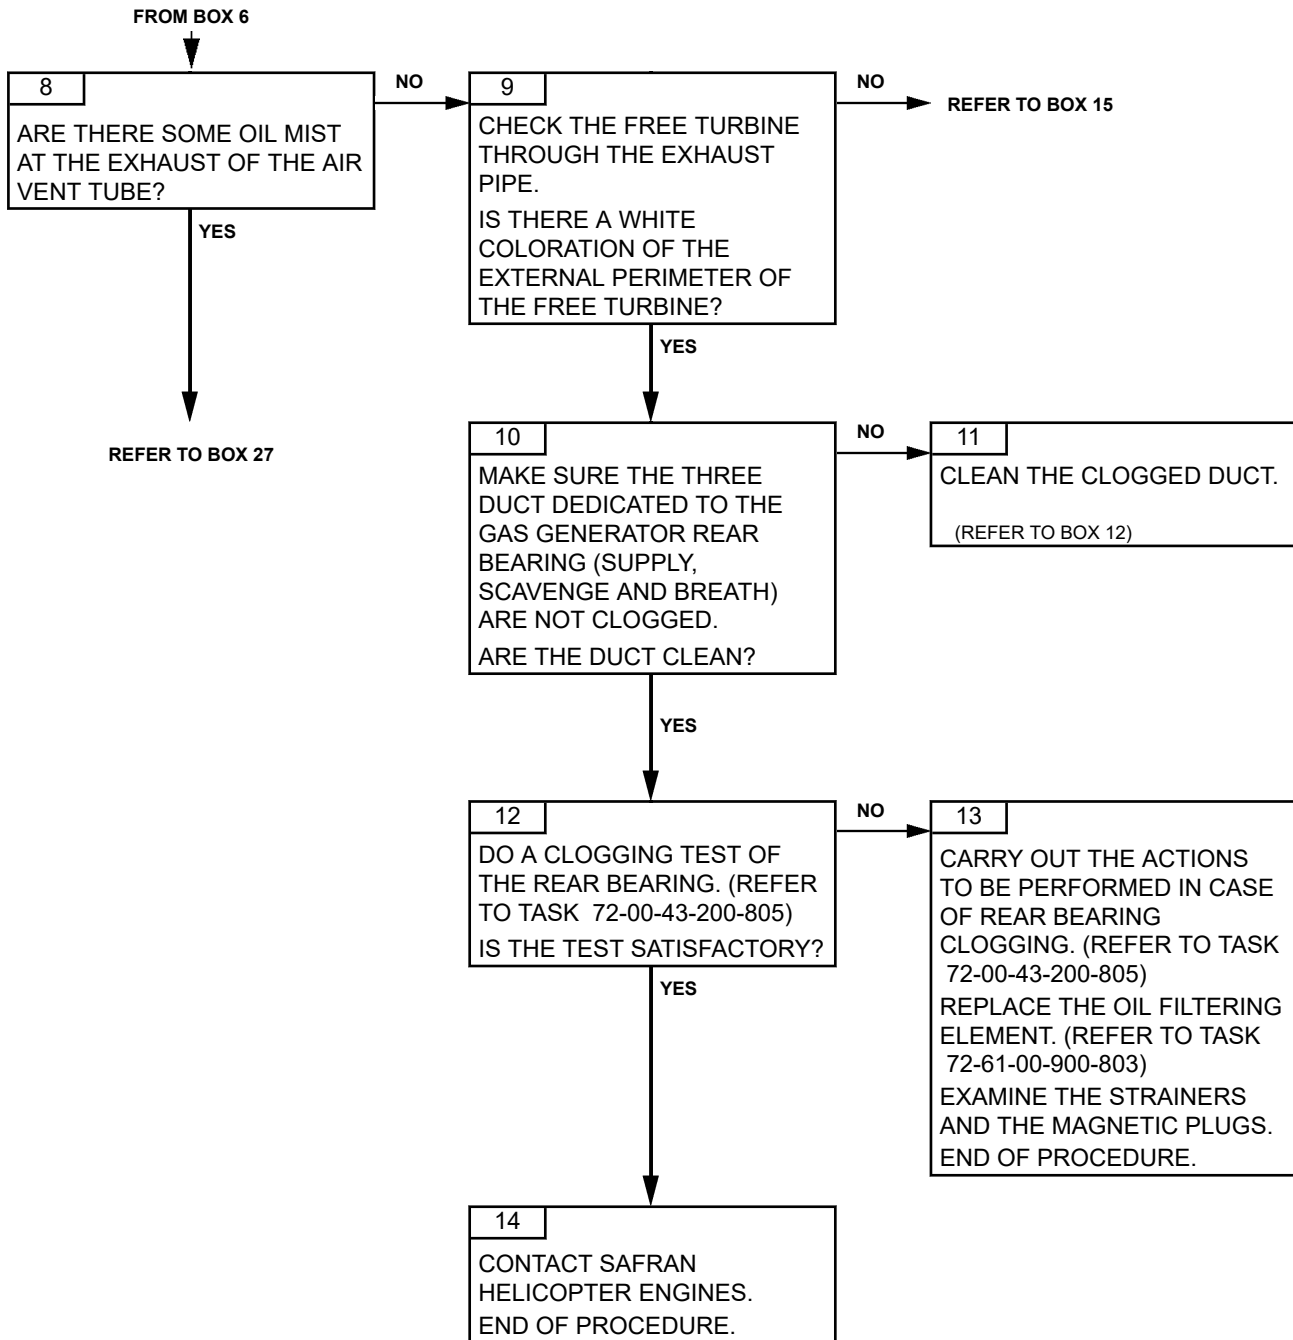 FROM BOX 6
8
ARE THERE SOME OIL MIST
AT THE EXHAUST OF THE AIR
VENT TUBE?
NO
YES
REFER TO BOX 27
9
CHECK THE FREE TURBINE
THROUGH THE EXHAUST
PIPE.
IS THERE A WHITE
COLORATION OF THE
EXTERNAL PERIMETER OF
THE FREE TURBINE?
NO
REFER TO BOX 15
YES
10
MAKE SURE THE THREE
DUCT DEDICATED TO THE
GAS GENERATOR REAR
BEARING (SUPPLY,
SCAVENGE AND BREATH)
ARE NOT CLOGGED.
ARE THE DUCT CLEAN?
NO
11
CLEAN THE CLOGGED DUCT.
(REFER TO BOX 12)
YES
12
DO A CLOGGING TEST OF
THE REAR BEARING. (REFER
TO TASK 72-00-43-200-805)
IS THE TEST SATISFACTORY?
NO
13
CARRY OUT THE ACTIONS
TO BE PERFORMED IN CASE
OF REAR BEARING
CLOGGING. (REFER TO TASK
72-00-43-200-805)
REPLACE THE OIL FILTERING
ELEMENT. (REFER TO TASK
72-61-00-900-803)
EXAMINE THE STRAINERS
AND THE MAGNETIC PLUGS.
END OF PROCEDURE.
YES
14
CONTACT SAFRAN
HELICOPTER ENGINES.
END OF PROCEDURE.